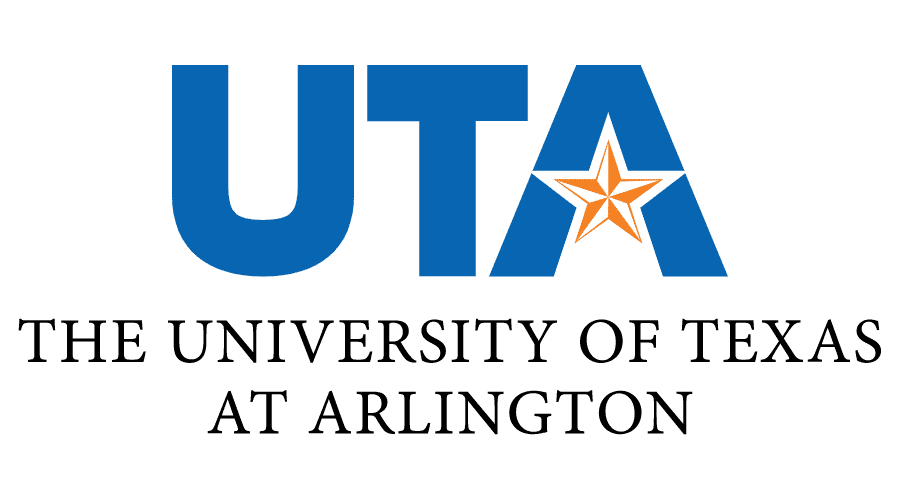 UTA
THE UNIVERSITY OF TEXAS
AT ARLINGTON